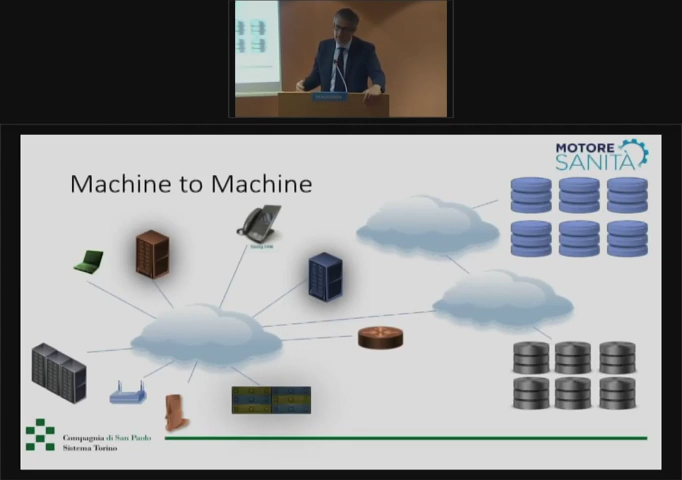 MOTORE
SANITÀ
Machine to Machine
Compagnia di San Paolo
Sistema Torino